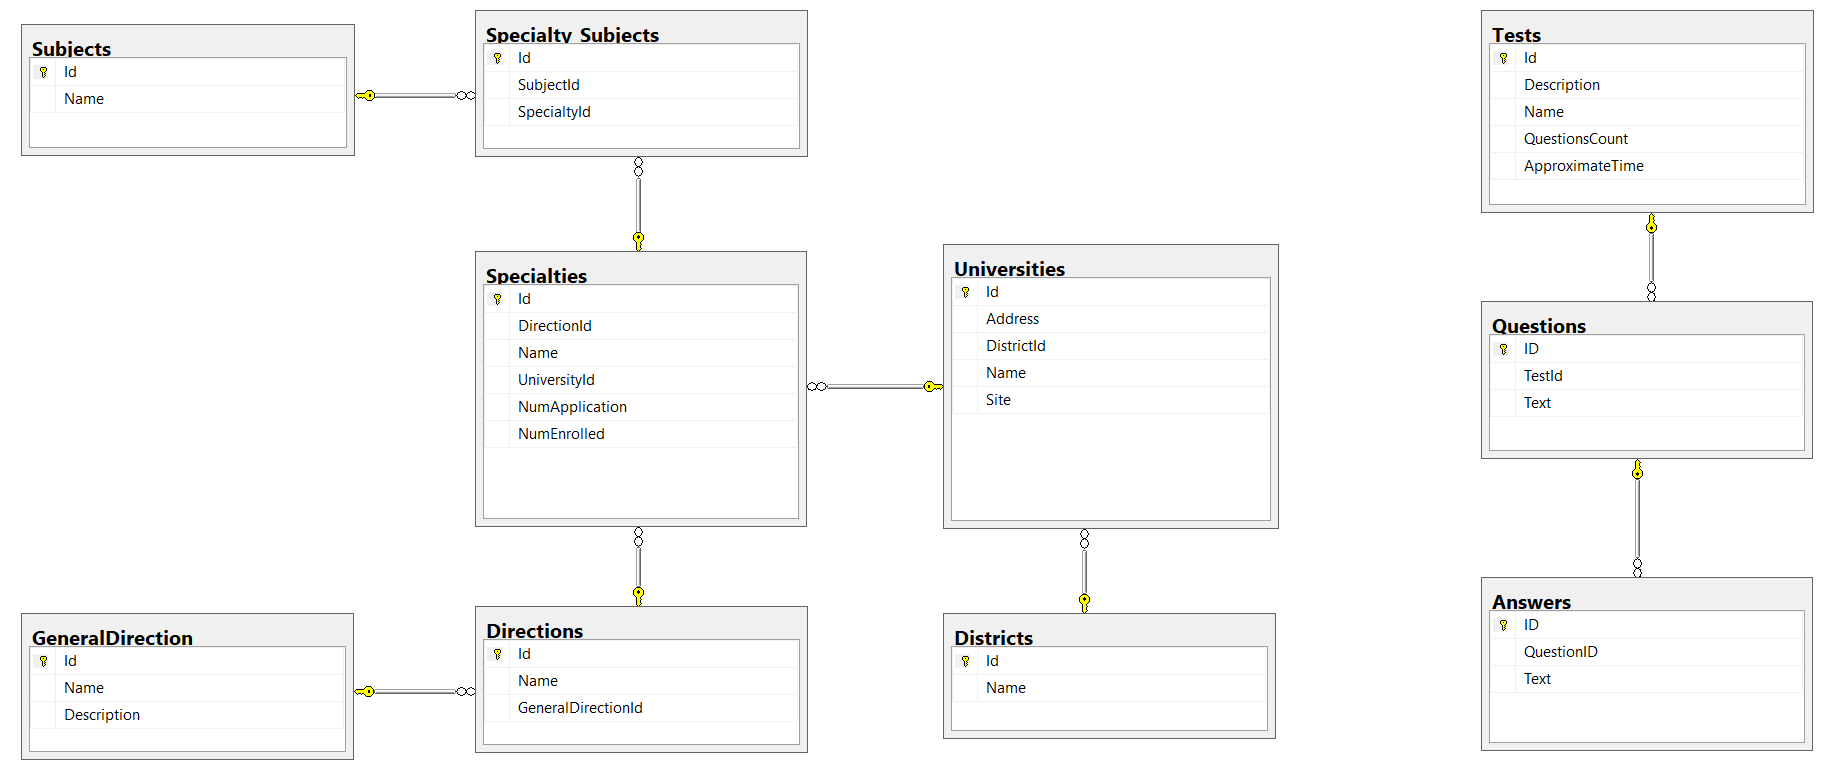 Subjects
Id
Name
Specialty_Subjects
Id
SubjectId
SpecialtyId
Specialties
Id
DirectionId
Name
UniversityId
NumApplication
NumEnrolled
Universities
Id
Address
DistrictId
Name
Site
GeneralDirection
Id
Name
Description
Directions
Id
Name
GeneralDirectionId
Districts
Id
Name
Tests
Id
Description
Name
QuestionsCount
ApproximateTime
Questions
ID
TestId
Text
Answers
ID
QuestionID
Text